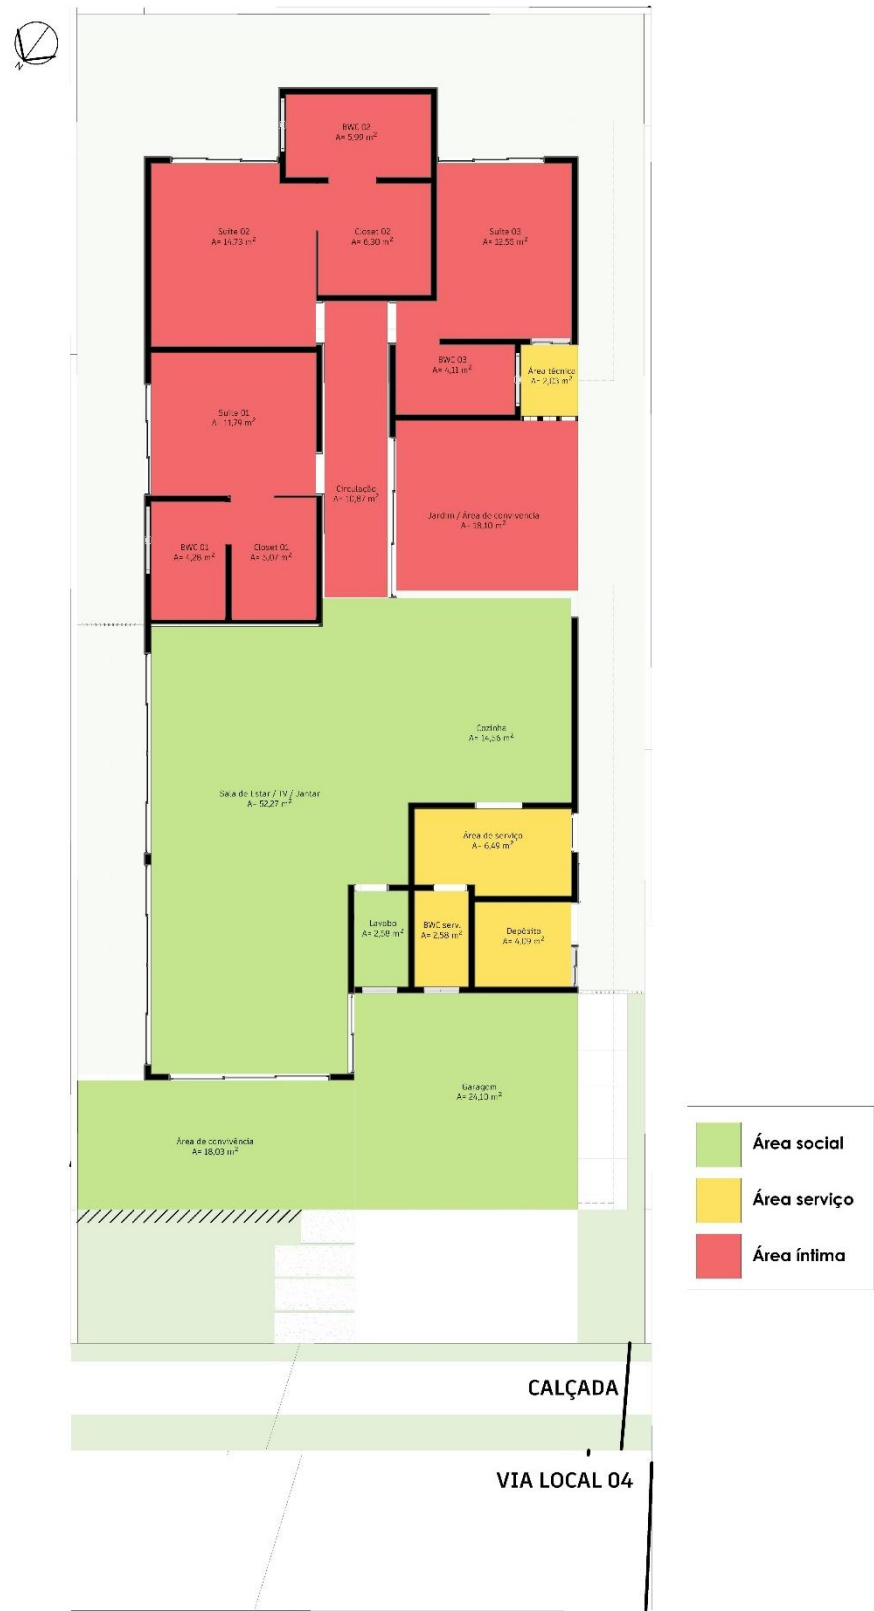 N
BWC 02
A= 5,99 m²
Suíte 02
A= 14,73 m²
Closet 02
A= 6,30 m²
Suíte 03
A= 12,55 m²
BWC 03
A= 4,11 m²
Área técnica
A= 2,03 m²
Suíte 01
A= 11,79 m²
Circulação
A= 10,87 m²
Jardim / Área de convivencia
A= 18,10 m²
BWC 01
A= 4,28 m²
Closet 01
A= 5,07 m²
Cozinha
A= 14,56 m²
Sala de Estar / TV / Jantar
A= 52,27 m²
Área de serviço
A= 6,49 m²
Lavabo
A= 2,58 m²
BWC serv.
A= 2,58 m²
Depósito
A= 4,09 m²
Garagem
A= 24,10 m²
Área de convivência
A= 18,03 m²
Área social
Área serviço
Área íntima
CALÇADA
VIA LOCAL 04